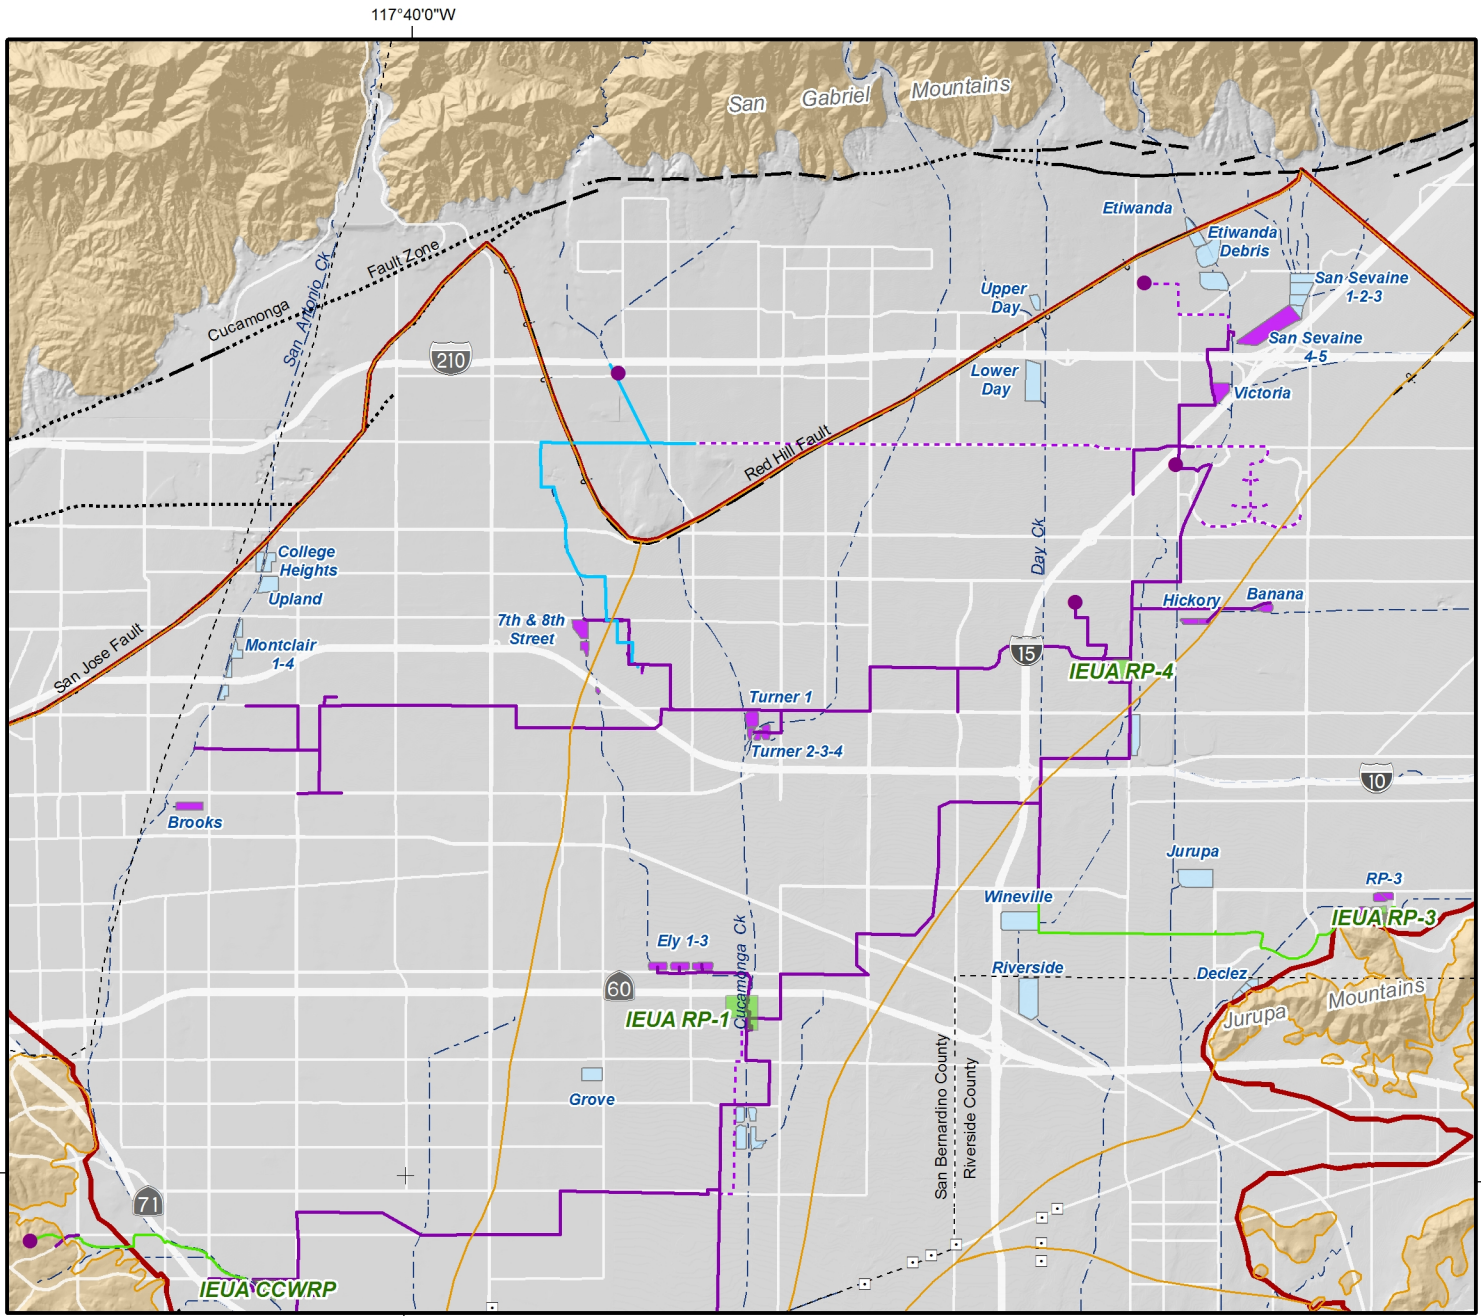 117°40'0"W
San Gabriel Mountains
Etiwanda
Etiwanda
Debris
San Antonio Ck
Fault Zone
Cucamonga
Upper
Day
San Sevaine
1-2-3
210
San Sevaine
4-5
Lower
Day
Victoria
Red Hill Fault
College
Heights
Upland
Day Ck
7th & 8th
Street
Hickory
Banana
San Jose Fault
Montclair
1-4
15
IEUA RP-4
Turner 1
Turner 2-3-4
10
Brooks
Jurupa
RP-3
Wineville
IEUA RP-3
Ely 1-3
Cucamonga Ck
Riverside
Declez
60
IEUA RP-1
Jurupa Mountains
San Bernardino County
Riverside County
Grove
71
IEUA CCWRP